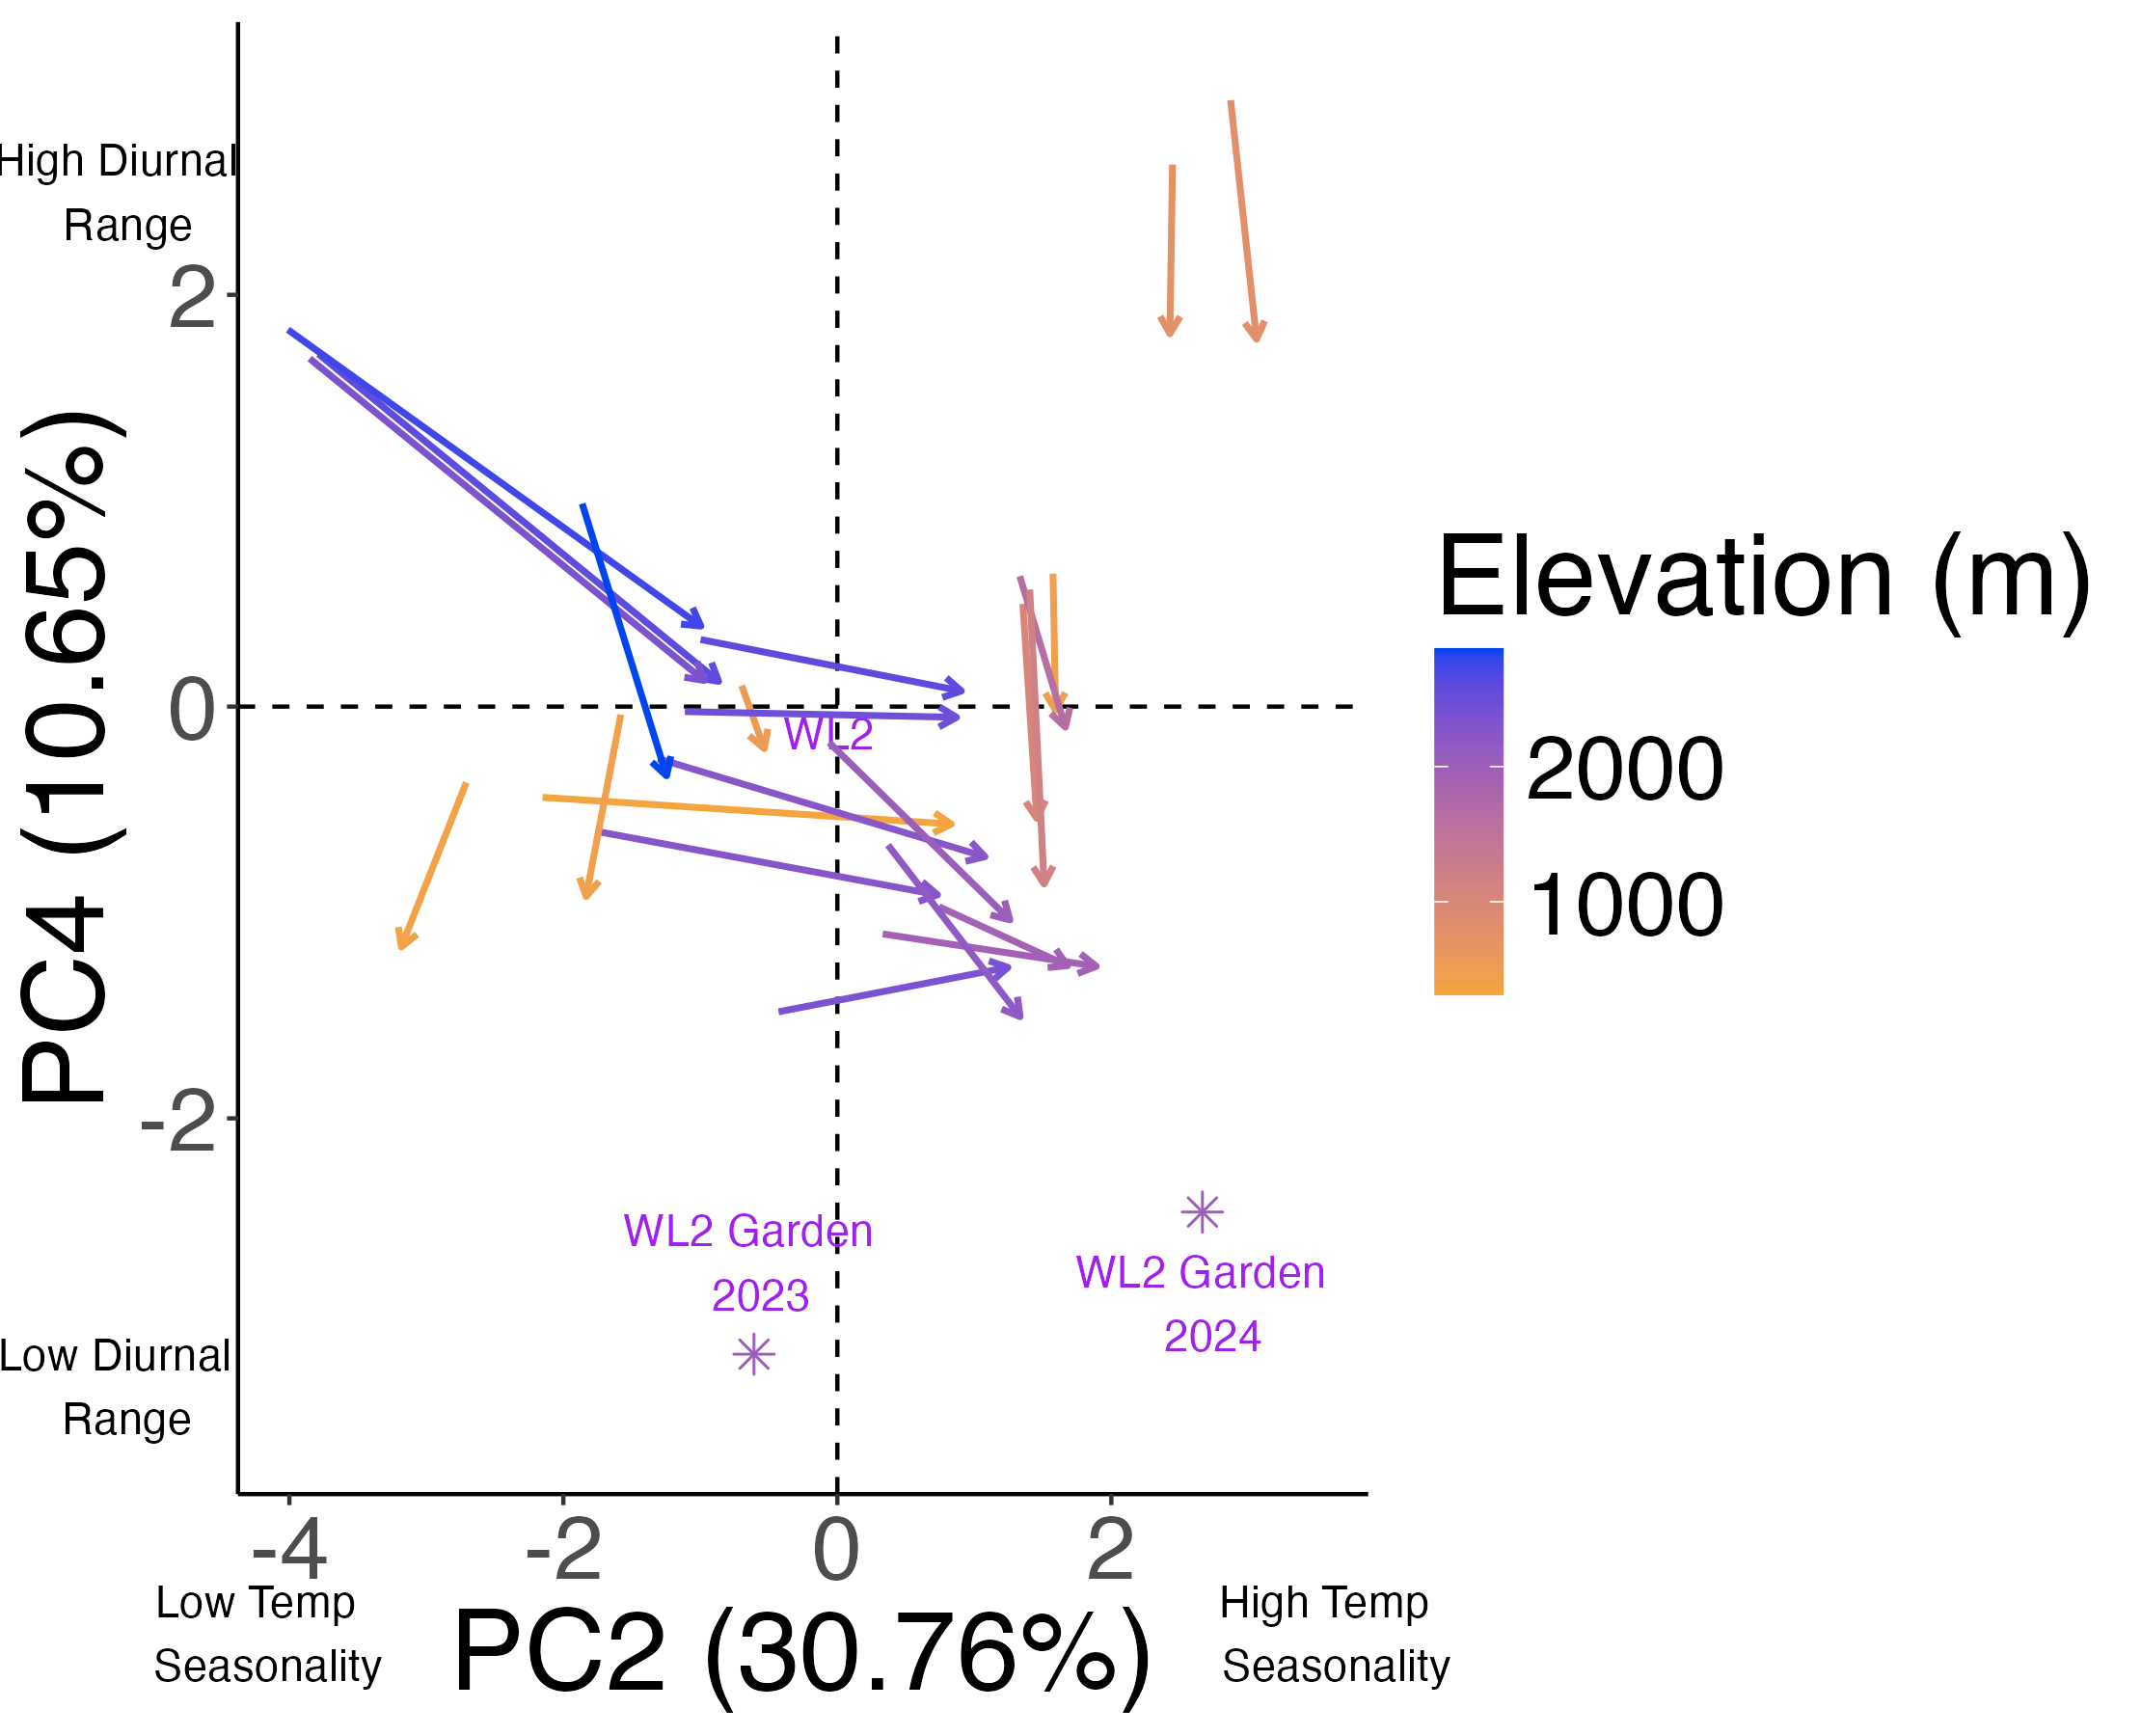 High Diurnal
Range
2
0
-2
PC4 (10.65%)
Low Diurnal
Range
WL2
WL2 Garden
2023
WL2 Garden
2024
-4
-2
0
2
Low Temp
Seasonality
PC2 (30.76%)
High Temp
Seasonality
Elevation (m)
2000
1000